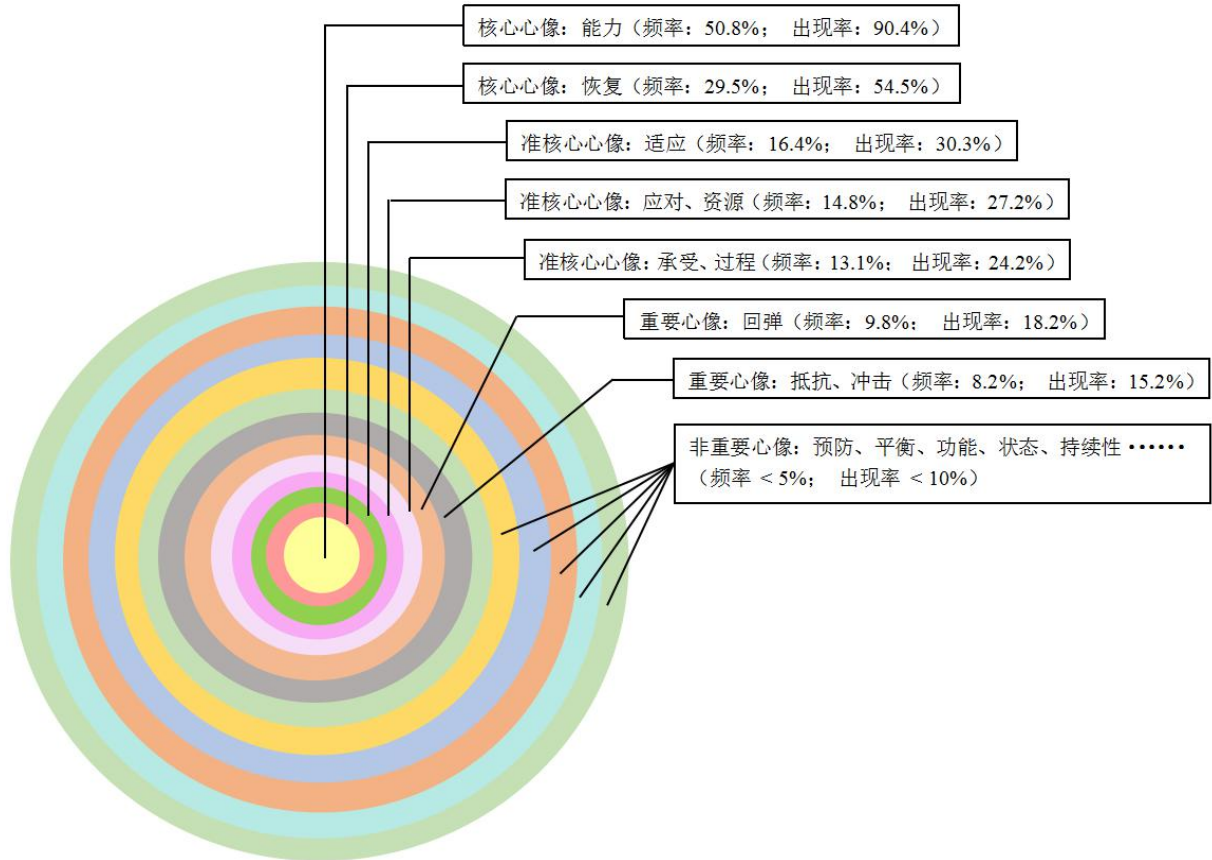 核心心像：能力（频率：50.8%； 出现率：90.4%）
核心心像：恢复（频率：29.5%； 出现率：54.5%）
准核心心像：适应（频率：16.4%； 出现率：30.3%）
准核心心像：应对、资源（频率：14.8%； 出现率：27.2%）
准核心心像：承受、过程（频率：13.1%； 出现率：24.2%）
重要心像：回弹（频率：9.8%； 出现率：18.2%）
重要心像：抵抗、冲击（频率：8.2%； 出现率：15.2%）
非重要心像：预防、平衡、功能、状态、持续性 ······
（频率 < 5%； 出现率 < 10%）